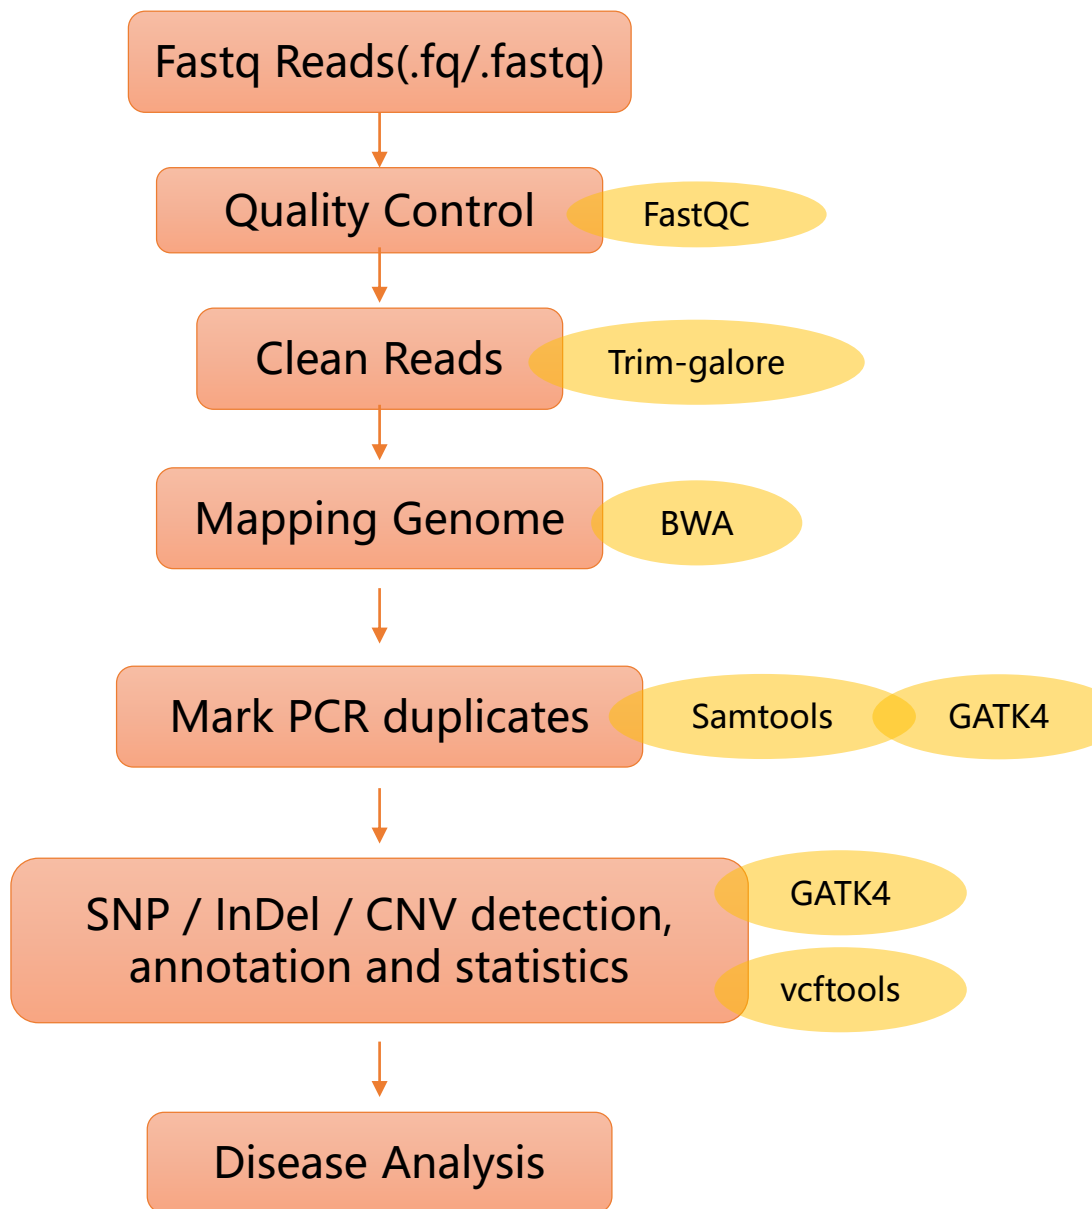 Fastq Reads(.fq/.fastq)
Quality Control
FastQC
Clean Reads
Trim-galore
Mapping Genome
BWA
Mark PCR duplicates
Samtools
GATK4
SNP / InDel / CNV detection,
annotation and statistics
GATK4
vcftools
Disease Analysis